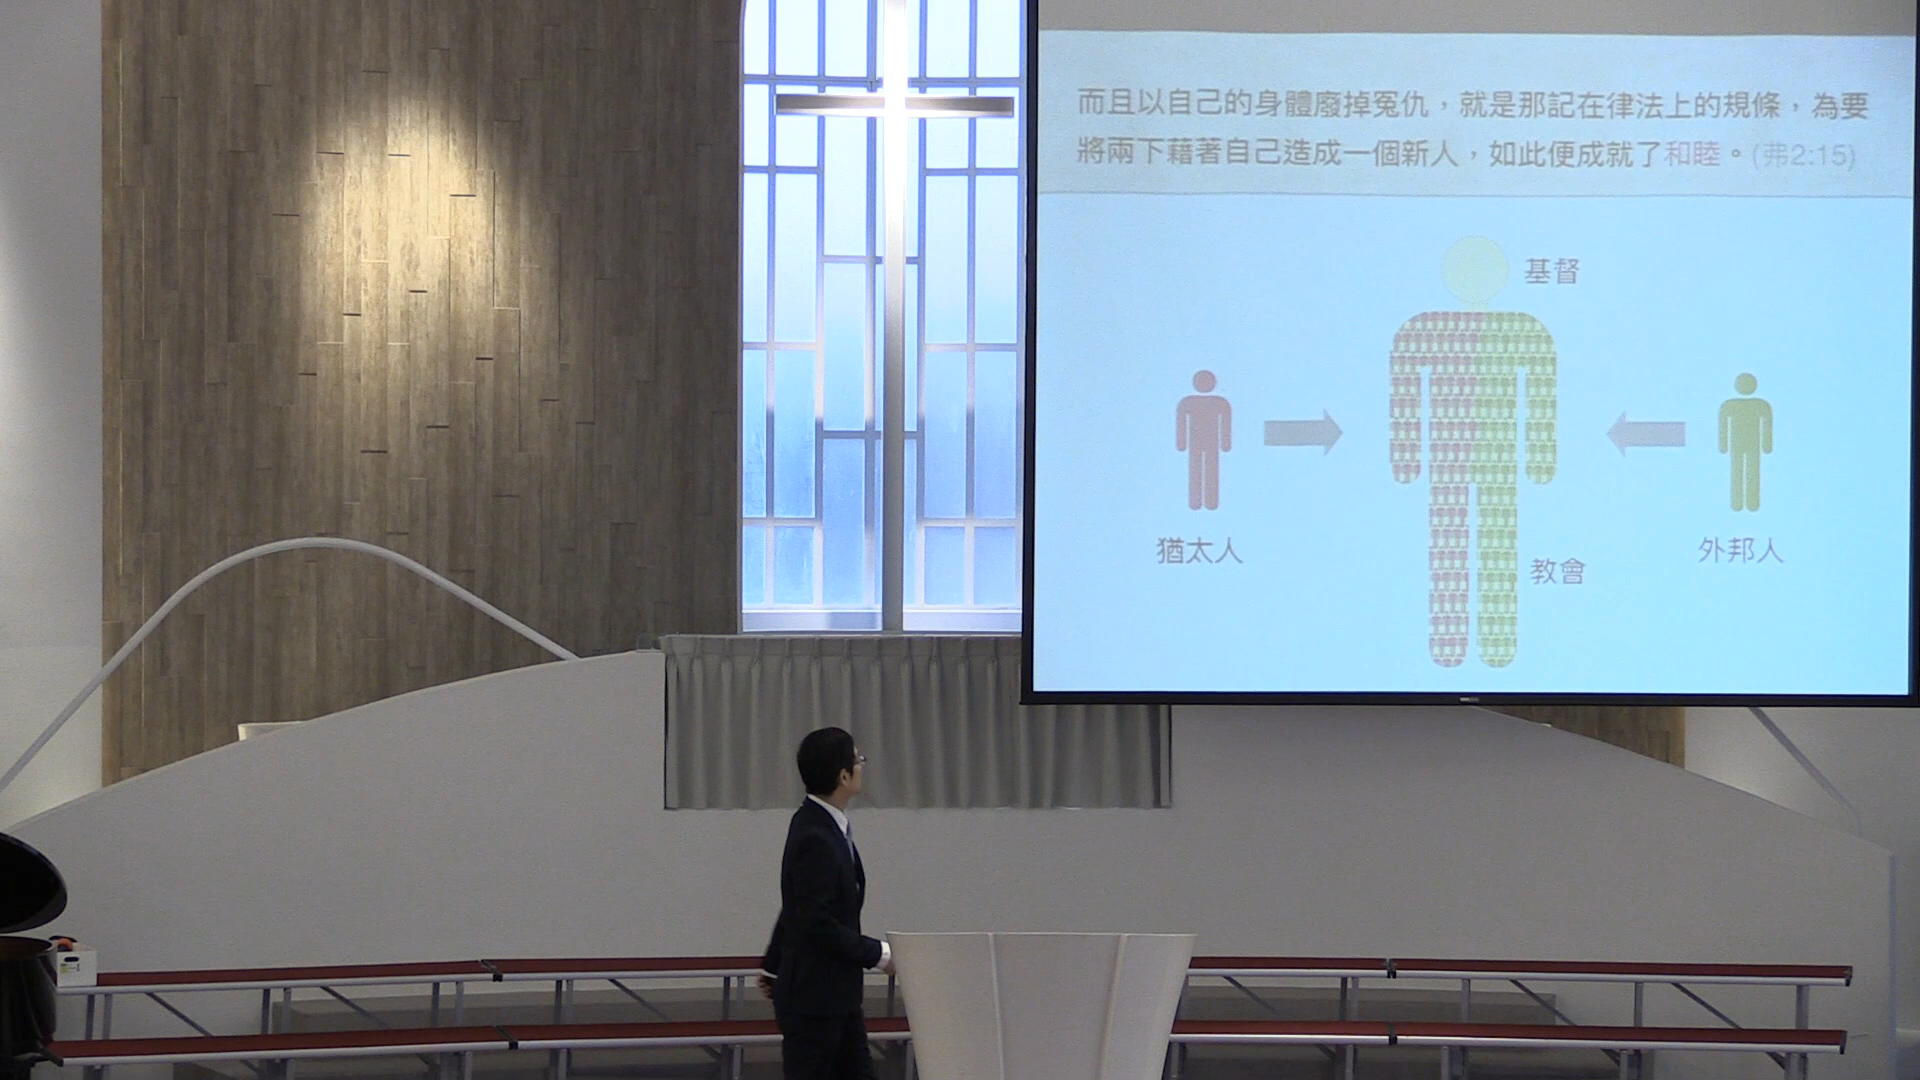 而且以自己的身體廢掉冤仇，就是那記在律法上的規條，為要
將兩下藉著自己造成一個新人，如此便成就了和睦。(弗2:15)
基督
猶太人
外邦人
教會